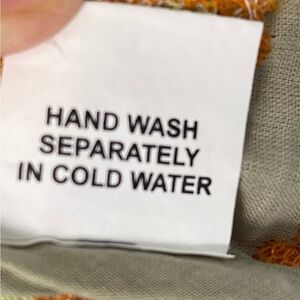 HAND WASH
SEPARATELY
IN COLD WATER